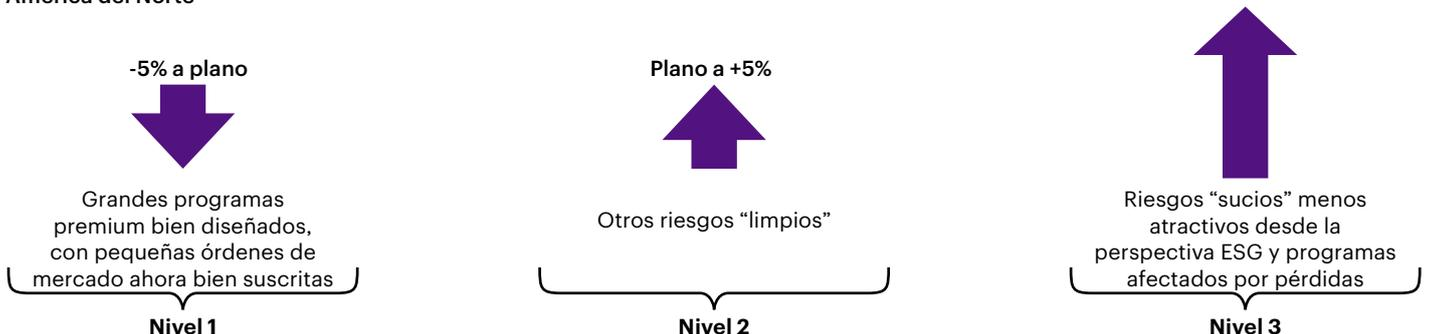 América del Norte
-5% a plano
Plano a +5%
Grandes programas
premium bien diseñados,
con pequeñas órdenes de
mercado ahora bien suscritas
Nivel 1
Otros riesgos “limpios”
Nivel 2
Riesgos “sucios” menos
atractivos desde la
perspectiva ESG y programas
afectados por pérdidas
Nivel 3